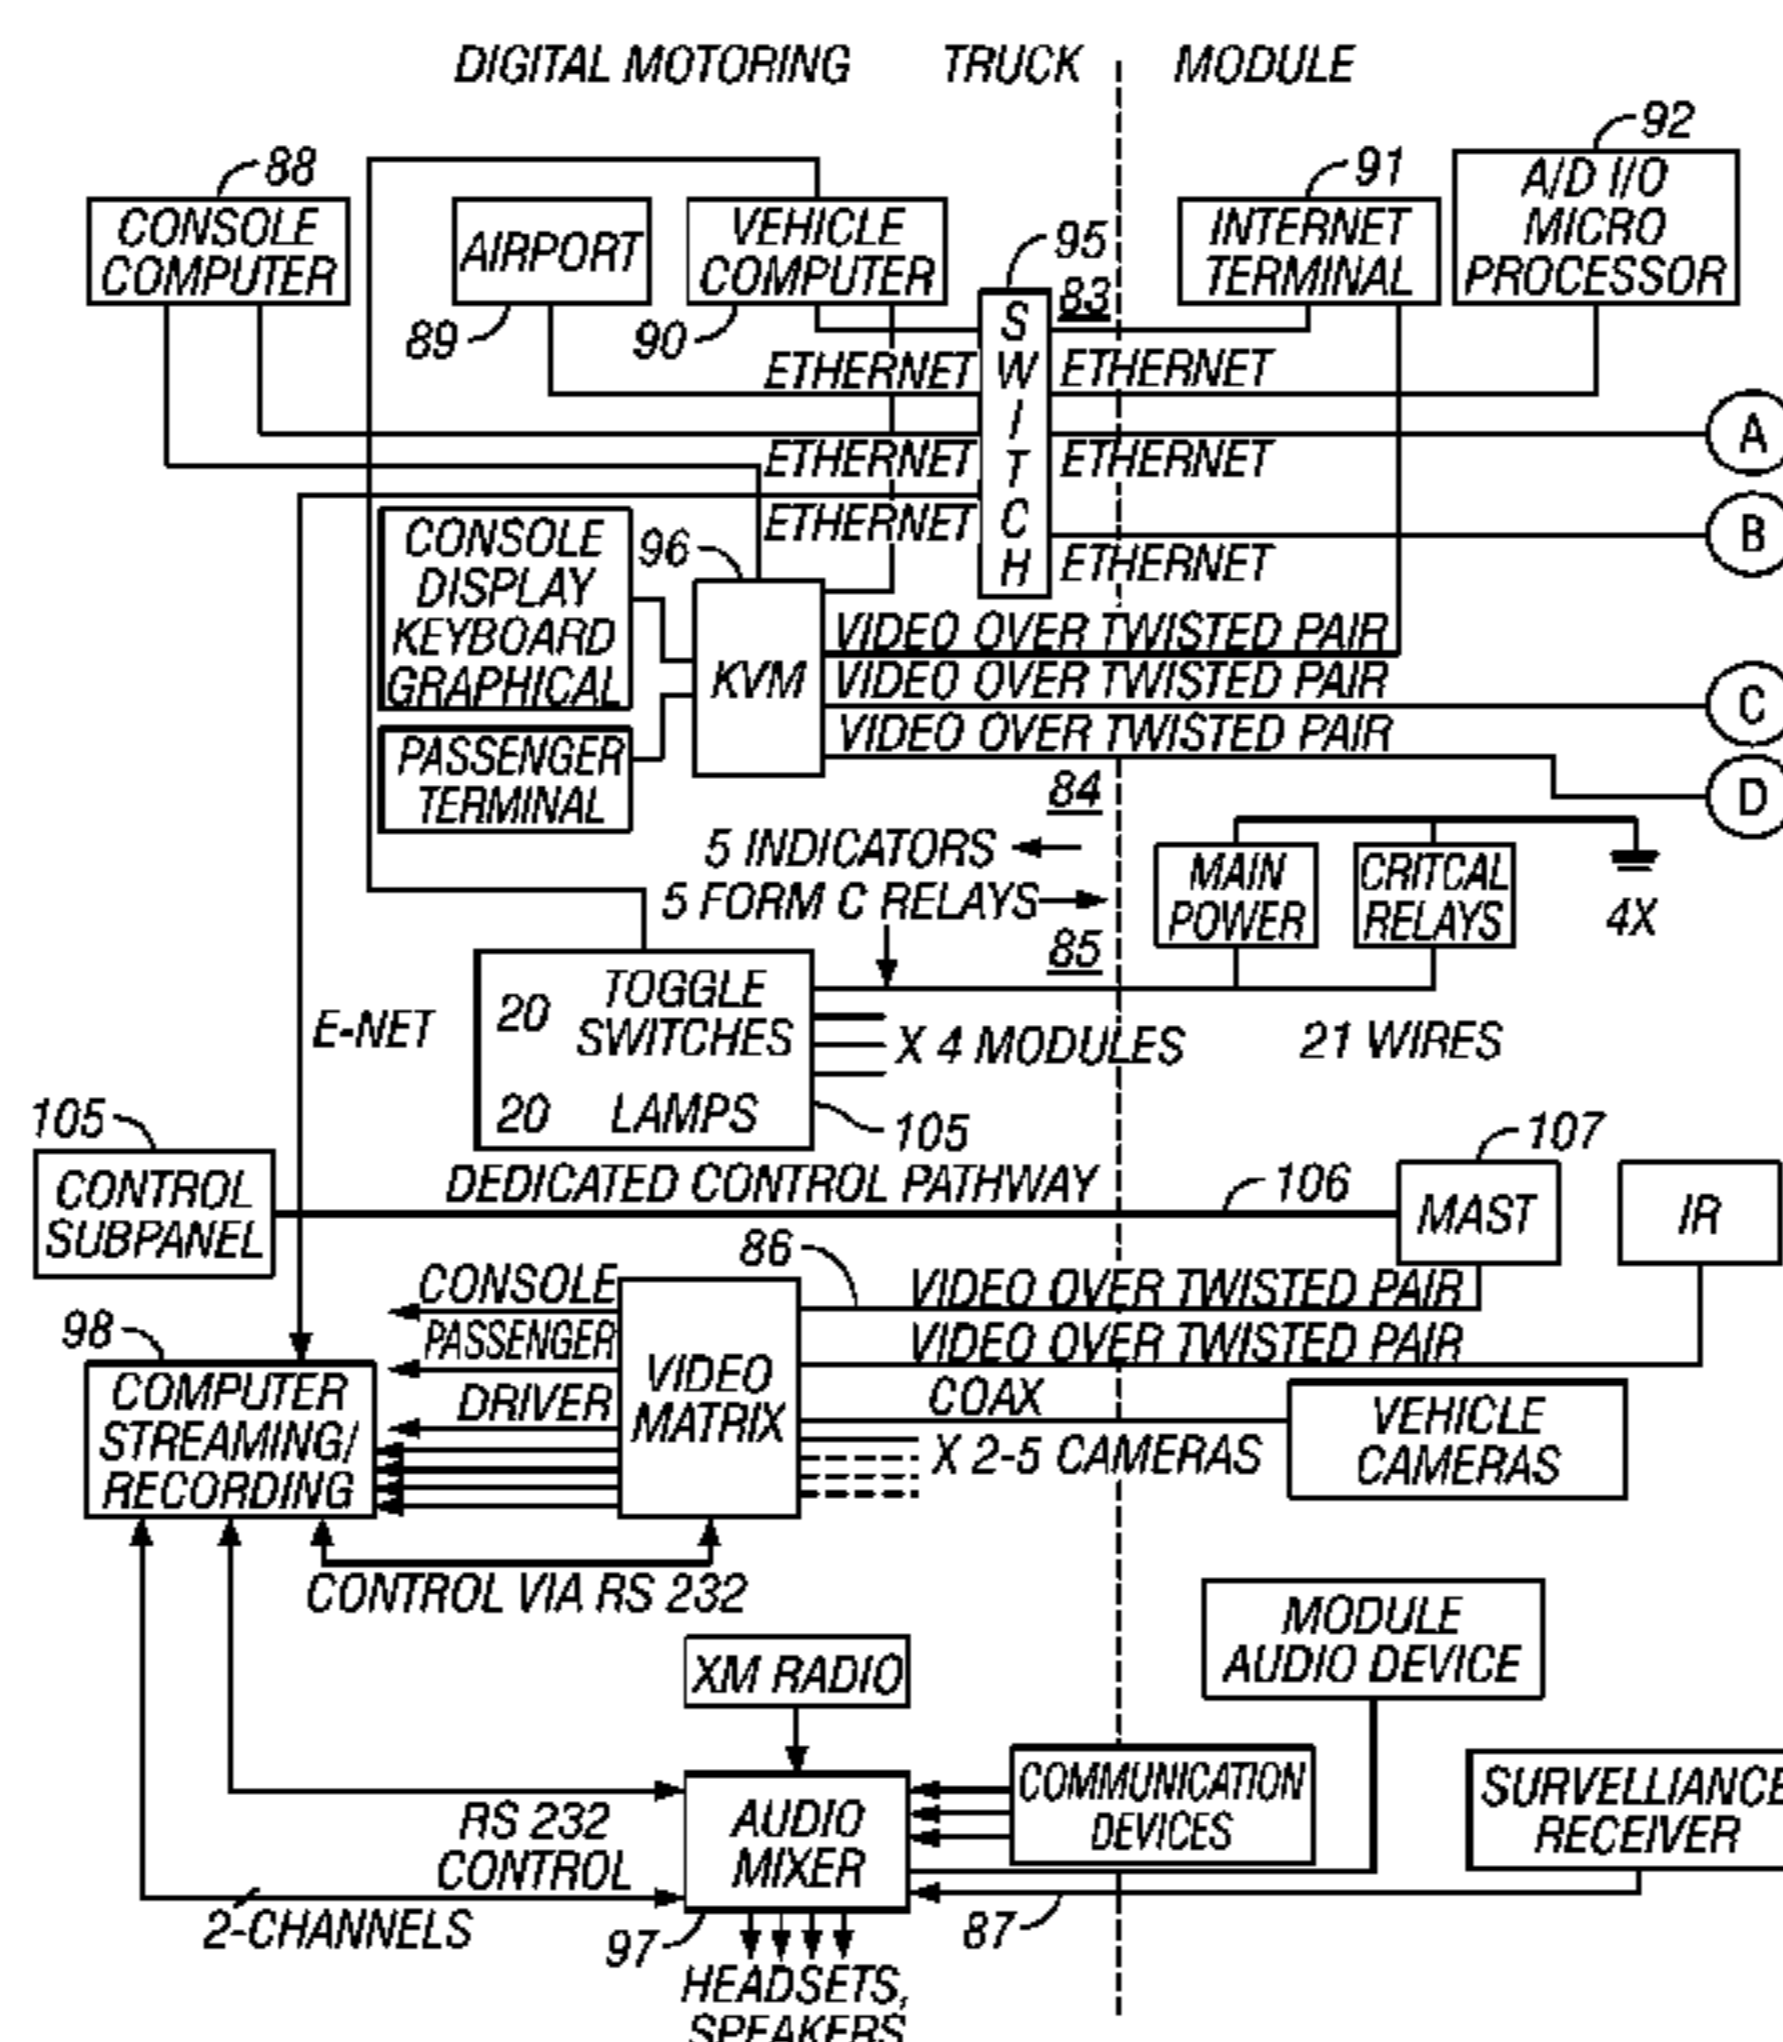 DIGITAL MOTORING TRUCK MODULE
88
CONSOLE
COMPUTER
AIRPORT
89
VEHICLE
COMPUTER
90
95
83
SWITCH
91
INTERNET
TERMINAL
92
A/D I/O
MICRO
PROCESSOR
ETHERNET
ETHERNET
ETHERNET
ETHERNET
ETHERNET
ETHERNET
A
B
CONSOLE
DISPLAY
KEYBOARD
GRAPHICAL
96
KVM
PASSENGER
TERMINAL
VIDEO OVER TWISTED PAIR
VIDEO OVER TWISTED PAIR
VIDEO OVER TWISTED PAIR
C
D
84
5 INDICATORS
5 FORM C RELAYS
85
MAIN
POWER
CRITCAL
RELAYS
4X
E-NET
20 TOGGLE
SWITCHES
20 LAMPS
X 4 MODULES
21 WIRES
105
105
CONTROL
SUBPANEL
DEDICATED CONTROL PATHWAY
106
107
MAST
IR
86
CONSOLE
PASSENGER
DRIVER
VIDEO
MATRIX
VIDEO OVER TWISTED PAIR
VIDEO OVER TWISTED PAIR
COAX
X 2-5 CAMERAS
VEHICLE
CAMERAS
98
COMPUTER
STREAMING/
RECORDING
CONTROL VIA RS 232
MODULE
AUDIO DEVICE
XM RADIO
AUDIO
MIXER
COMMUNICATION
DEVICES
SURVELLIANCE
RECEIVER
RS 232
CONTROL
2-CHANNELS
97
87
HEADSETS,
SPEAKERS